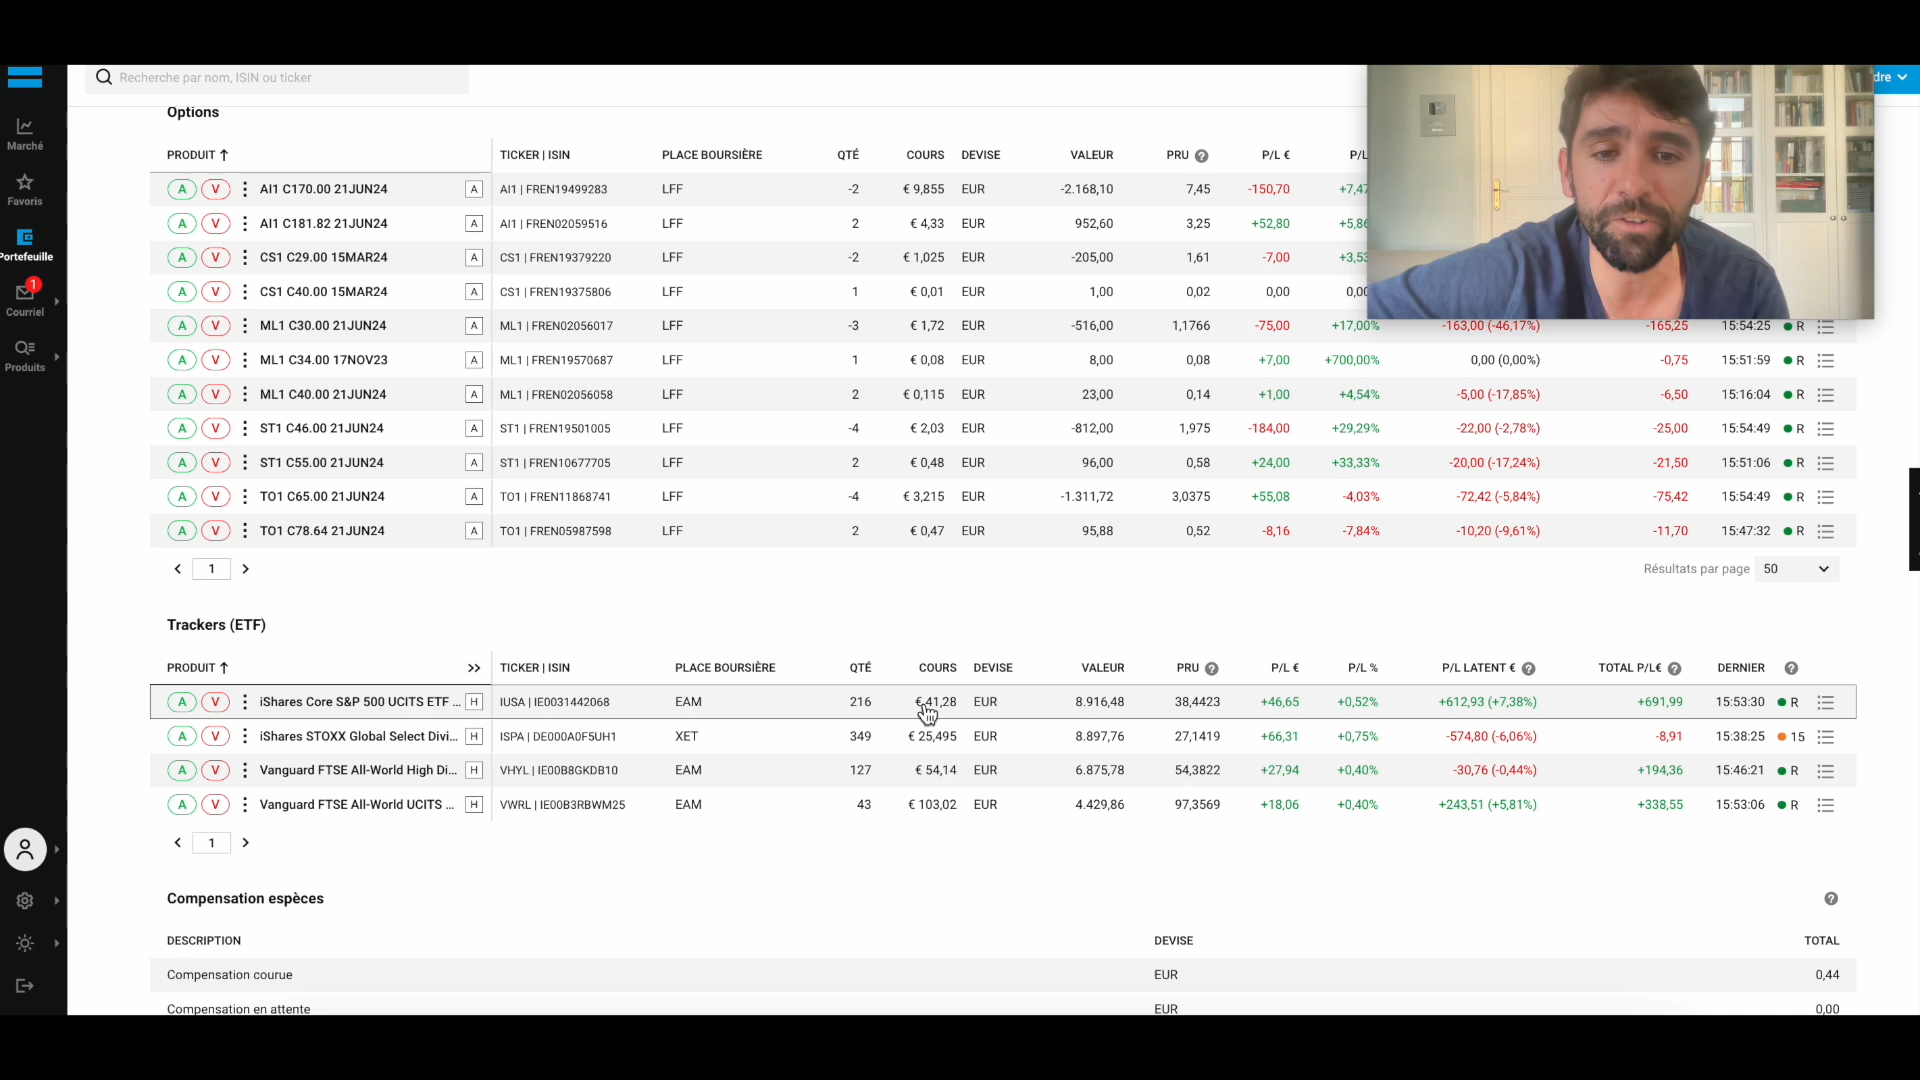 Recherche par nom, ISIN ou ticker
dre
Marché
Favoris
Portefeuille
1
Courriel
Produits
Options
PRODUIT TICKER | ISIN PLACE BOURSIÈRE QTÉ COURS DEVISE VALEUR PRU ? P/L € P/L
A V AI1 C170.00 21JUN24 A AI1 | FREN19499283 LFF -2 € 9,855 EUR -2.168,10 7,45 -150,70 +7,47
A V AI1 C181.82 21JUN24 A AI1 | FREN02059516 LFF 2 € 4,33 EUR 952,60 3,25 +52,80 +5,86
A V CS1 C29.00 15MAR24 A CS1 | FREN19379220 LFF -2 € 1,025 EUR -205,00 1,61 -7,00 +3,53
A V CS1 C40.00 15MAR24 A CS1 | FREN19375806 LFF 1 € 0,01 EUR 1,00 0,02 0,00 0,00
A V ML1 C30.00 21JUN24 A ML1 | FREN02056017 LFF -3 € 1,72 EUR -516,00 1,1766 -75,00 +17,00% -163,00 (-46,17%) -165,25 15:54:25 R
A V ML1 C34.00 17NOV23 A ML1 | FREN19570687 LFF 1 € 0,08 EUR 8,00 0,08 +7,00 +700,00% 0,00 (0,00%) -0,75 15:51:59 R
A V ML1 C40.00 21JUN24 A ML1 | FREN02056058 LFF 2 € 0,115 EUR 23,00 0,14 +1,00 +4,54% -5,00 (-17,85%) -6,50 15:16:04 R
A V ST1 C46.00 21JUN24 A ST1 | FREN19501005 LFF -4 € 2,03 EUR -812,00 1,975 -184,00 +29,29% -22,00 (-2,78%) -25,00 15:54:49 R
A V ST1 C55.00 21JUN24 A ST1 | FREN10677705 LFF 2 € 0,48 EUR 96,00 0,58 +24,00 +33,33% -20,00 (-17,24%) -21,50 15:51:06 R
A V TO1 C65.00 21JUN24 A TO1 | FREN11868741 LFF -4 € 3,215 EUR -1.311,72 3,0375 +55,08 -4,03% -72,42 (-5,84%) -75,42 15:54:49 R
A V TO1 C78.64 21JUN24 A TO1 | FREN05987598 LFF 2 € 0,47 EUR 95,88 0,52 -8,16 -7,84% -10,20 (-9,61%) -11,70 15:47:32 R
1 Résultats par page 50
Trackers (ETF)
PRODUIT TICKER | ISIN PLACE BOURSIÈRE QTÉ COURS DEVISE VALEUR PRU ? P/L € P/L % P/L LATENT € ? TOTAL P/L€ ? DERNIER ?
A V iShares Core S&P 500 UCITS ETF ... H IUSA | IE0031442068 EAM 216 € 41,28 EUR 8.916,48 38,4423 +46,65 +0,52% +612,93 (+7,38%) +691,99 15:53:30 R
A V iShares STOXX Global Select Divi... H ISPA | DE000A0F5UH1 XET 349 € 25,495 EUR 8.897,76 27,1419 +66,31 +0,75% -574,80 (-6,06%) -8,91 15:38:25 15
A V Vanguard FTSE All-World High Di... H VHYL | IE00B8GKDB10 EAM 127 € 54,14 EUR 6.875,78 54,3822 +27,94 +0,40% -30,76 (-0,44%) +194,36 15:46:21 R
A V Vanguard FTSE All-World UCITS ... H VWRL | IE00B3RBWM25 EAM 43 € 103,02 EUR 4.429,86 97,3569 +18,06 +0,40% +243,51 (+5,81%) +338,55 15:53:06 R
1
Compensation espèces ?
DESCRIPTION DEVISE TOTAL
Compensation courue EUR 0,44
Compensation en attente EUR 0,00